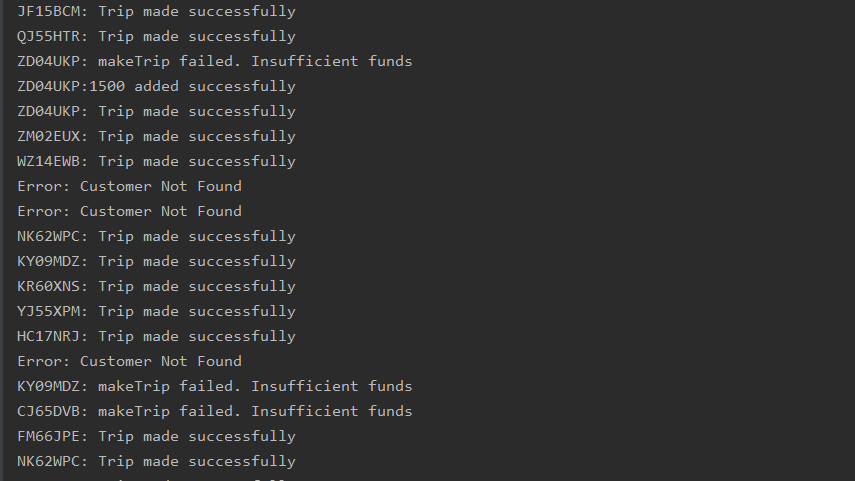 JF15BCM: Trip made successfully
QJ55HTR: Trip made successfully
ZD04UKP: makeTrip failed. Insufficient funds
ZD04UKP:1500 added successfully
ZD04UKP: Trip made successfully
ZM02EUX: Trip made successfully
WZ14EWB: Trip made successfully
Error: Customer Not Found
Error: Customer Not Found
NK62WPC: Trip made successfully
KY09MDZ: Trip made successfully
KR60XNS: Trip made successfully
YJ55XPM: Trip made successfully
HC17NRJ: Trip made successfully
Error: Customer Not Found
KY09MDZ: makeTrip failed. Insufficient funds
CJ65DVB: makeTrip failed. Insufficient funds
FM66JPE: Trip made successfully
NK62WPC: Trip made successfully